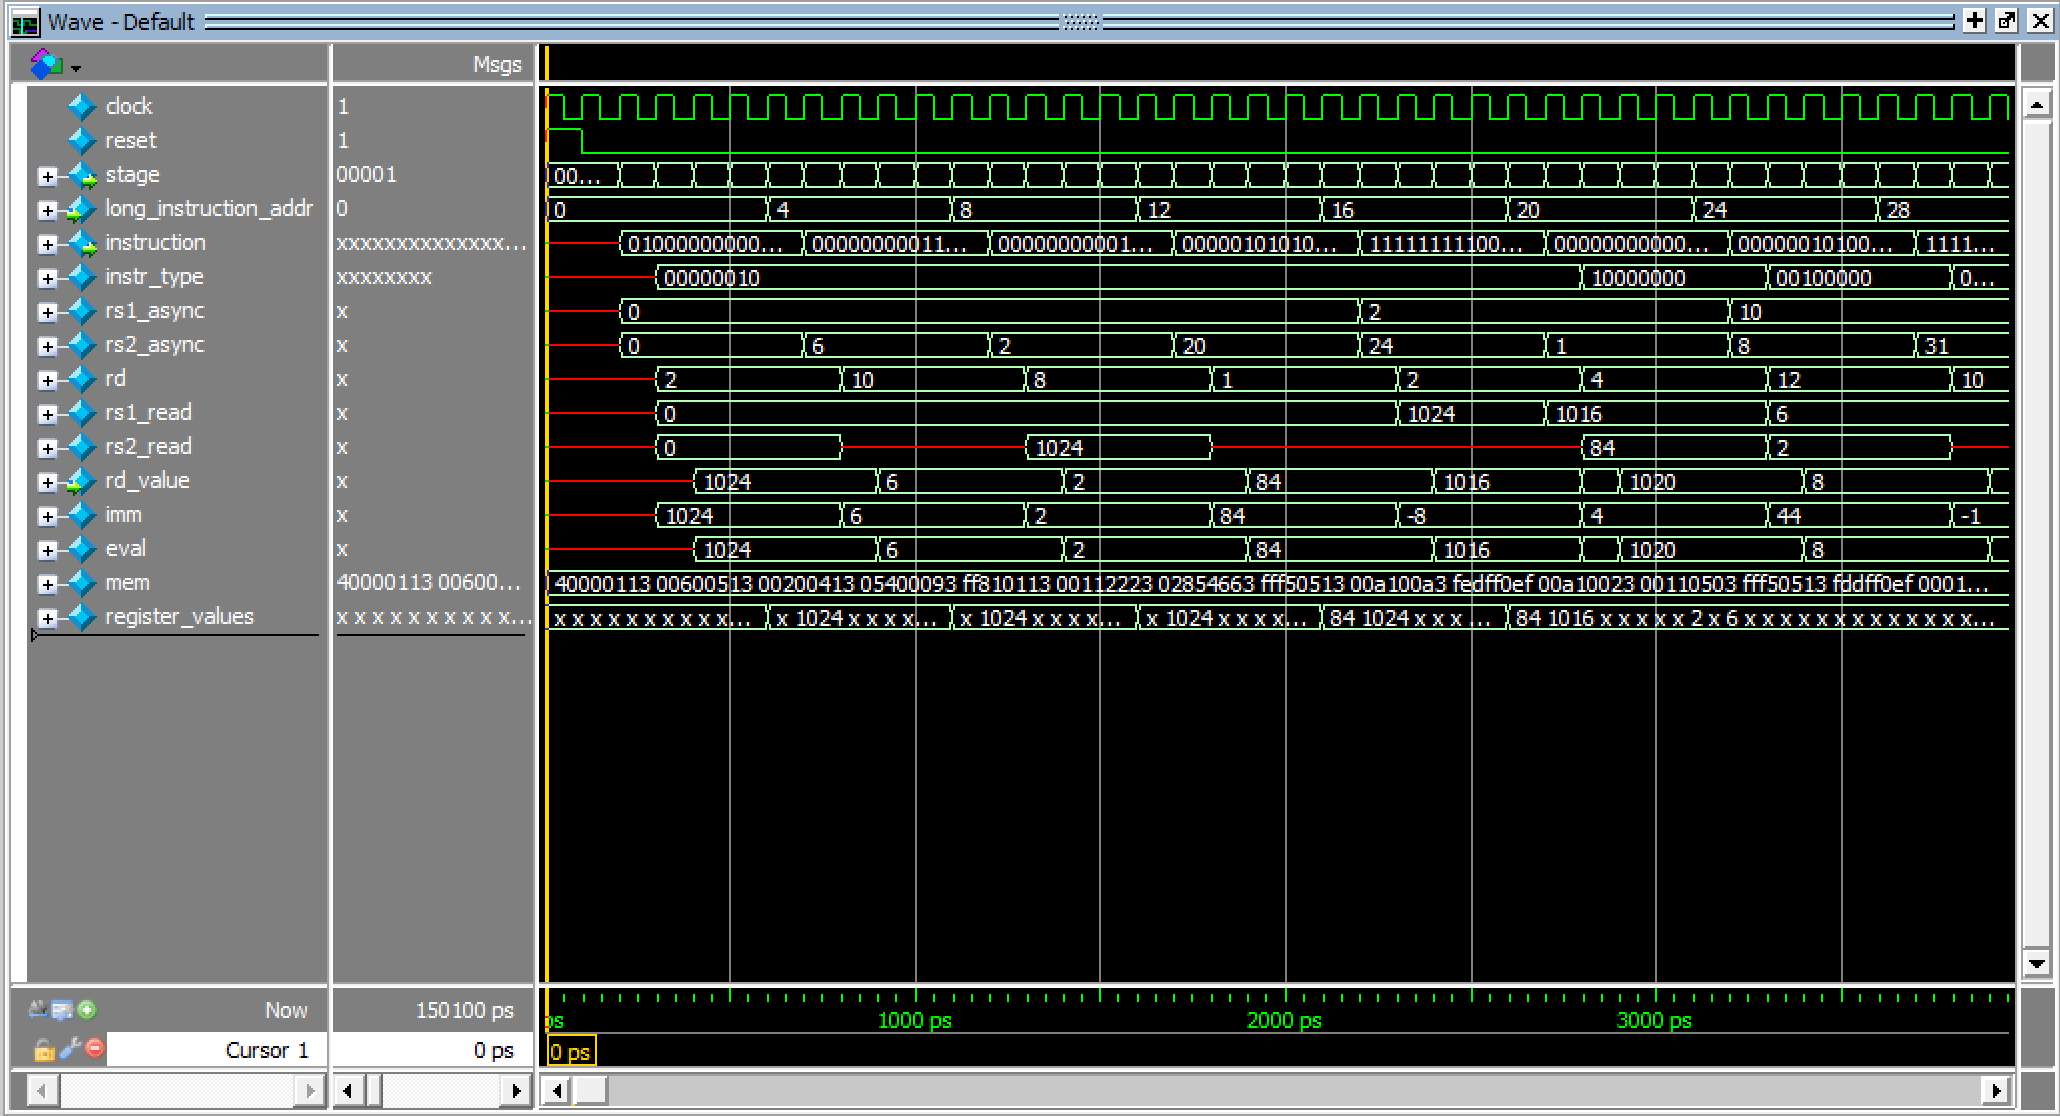 Wave - Default
Msgs
clock 1
reset 1
stage 00001 00...
long_instruction_addr 0 0 4 8 12 16 20 24 28
instruction xxxxxxxxxxxxxx... 01000000000... 00000000011... 00000000001... 00000101010... 11111111100... 00000000000... 00000010100... 1111...
instr_type xxxxxxxx 00000010 10000000 00100000 0...
rs1_async x 0 2 10
rs2_async x 0 6 2 20 24 1 8 31
rd x 2 10 8 1 2 4 12 10
rs1_read x 0 1024 1016 6
rs2_read x 0 1024 84 2
rd_value x 1024 6 2 84 1016 1020 8
imm x 1024 6 2 84 -8 4 44 -1
eval x 1024 6 2 84 1016 1020 8
mem 40000113 00600... 40000113 00600513 00200413 05400093 ff810113 00112223 02854663 fff50513 00a100a3 fedff0ef 00a10023 00110503 fff50513 fddff0ef 0001...
register_values x x x x x x x x x x... x x x x x x x x x x... x 1024 x x x x... x 1024 x x x x... x 1024 x x x x... 84 1024 x x x ... 84 1016 x x x x x 2 x 6 x x x x x x x x x x x x x...
Now 150100 ps ps 1000 ps 2000 ps 3000 ps
Cursor 1 0 ps 0 ps